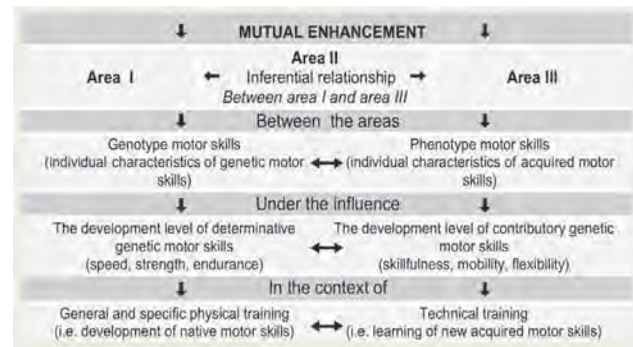 MUTUAL ENHANCEMENT
Area II
Area I Inferential relationship Area III
Between area I and area III
Between the areas
Genotype motor skills Phenotype motor skills
(individual characteristics of genetic motor (individual characteristics of acquired motor
skills) skills)
Under the influence
The development level of determinative The development level of contributory genetic
genetic motor skills motor skills
(speed, strength, endurance) (skillfulness, mobility, flexibility)
In the context of
General and specific physical training Technical training
(i.e. development of native motor skills) (i.e. learning of new acquired motor skills)